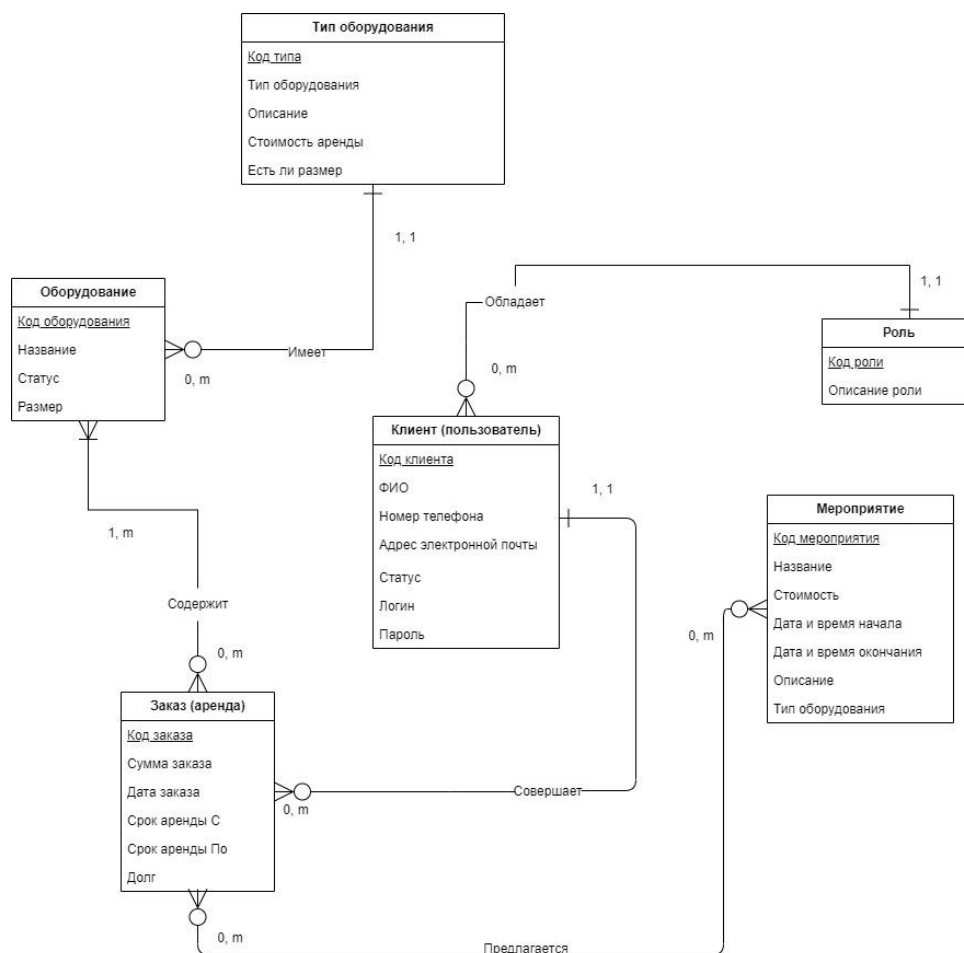 Тип оборудования
Код типа
Тип оборудования
Описание
Стоимость аренды
Есть ли размер
1, 1
Оборудование
Код оборудования
Название
Статус
Размер
Имеет
0, m
Обладает
1, 1
Роль
Код роли
Описание роли
0, m
Клиент (пользователь)
Код клиента
ФИО
Номер телефона
Адрес электронной почты
Статус
Логин
Пароль
1, 1
Мероприятие
Код мероприятия
Название
Стоимость
Дата и время начала
Дата и время окончания
Описание
Тип оборудования
0, m
1, m
Содержит
0, m
Заказ (аренда)
Код заказа
Сумма заказа
Дата заказа
Срок аренды С
Срок аренды По
Долг
0, m
Совершает
0, m
Предлагается